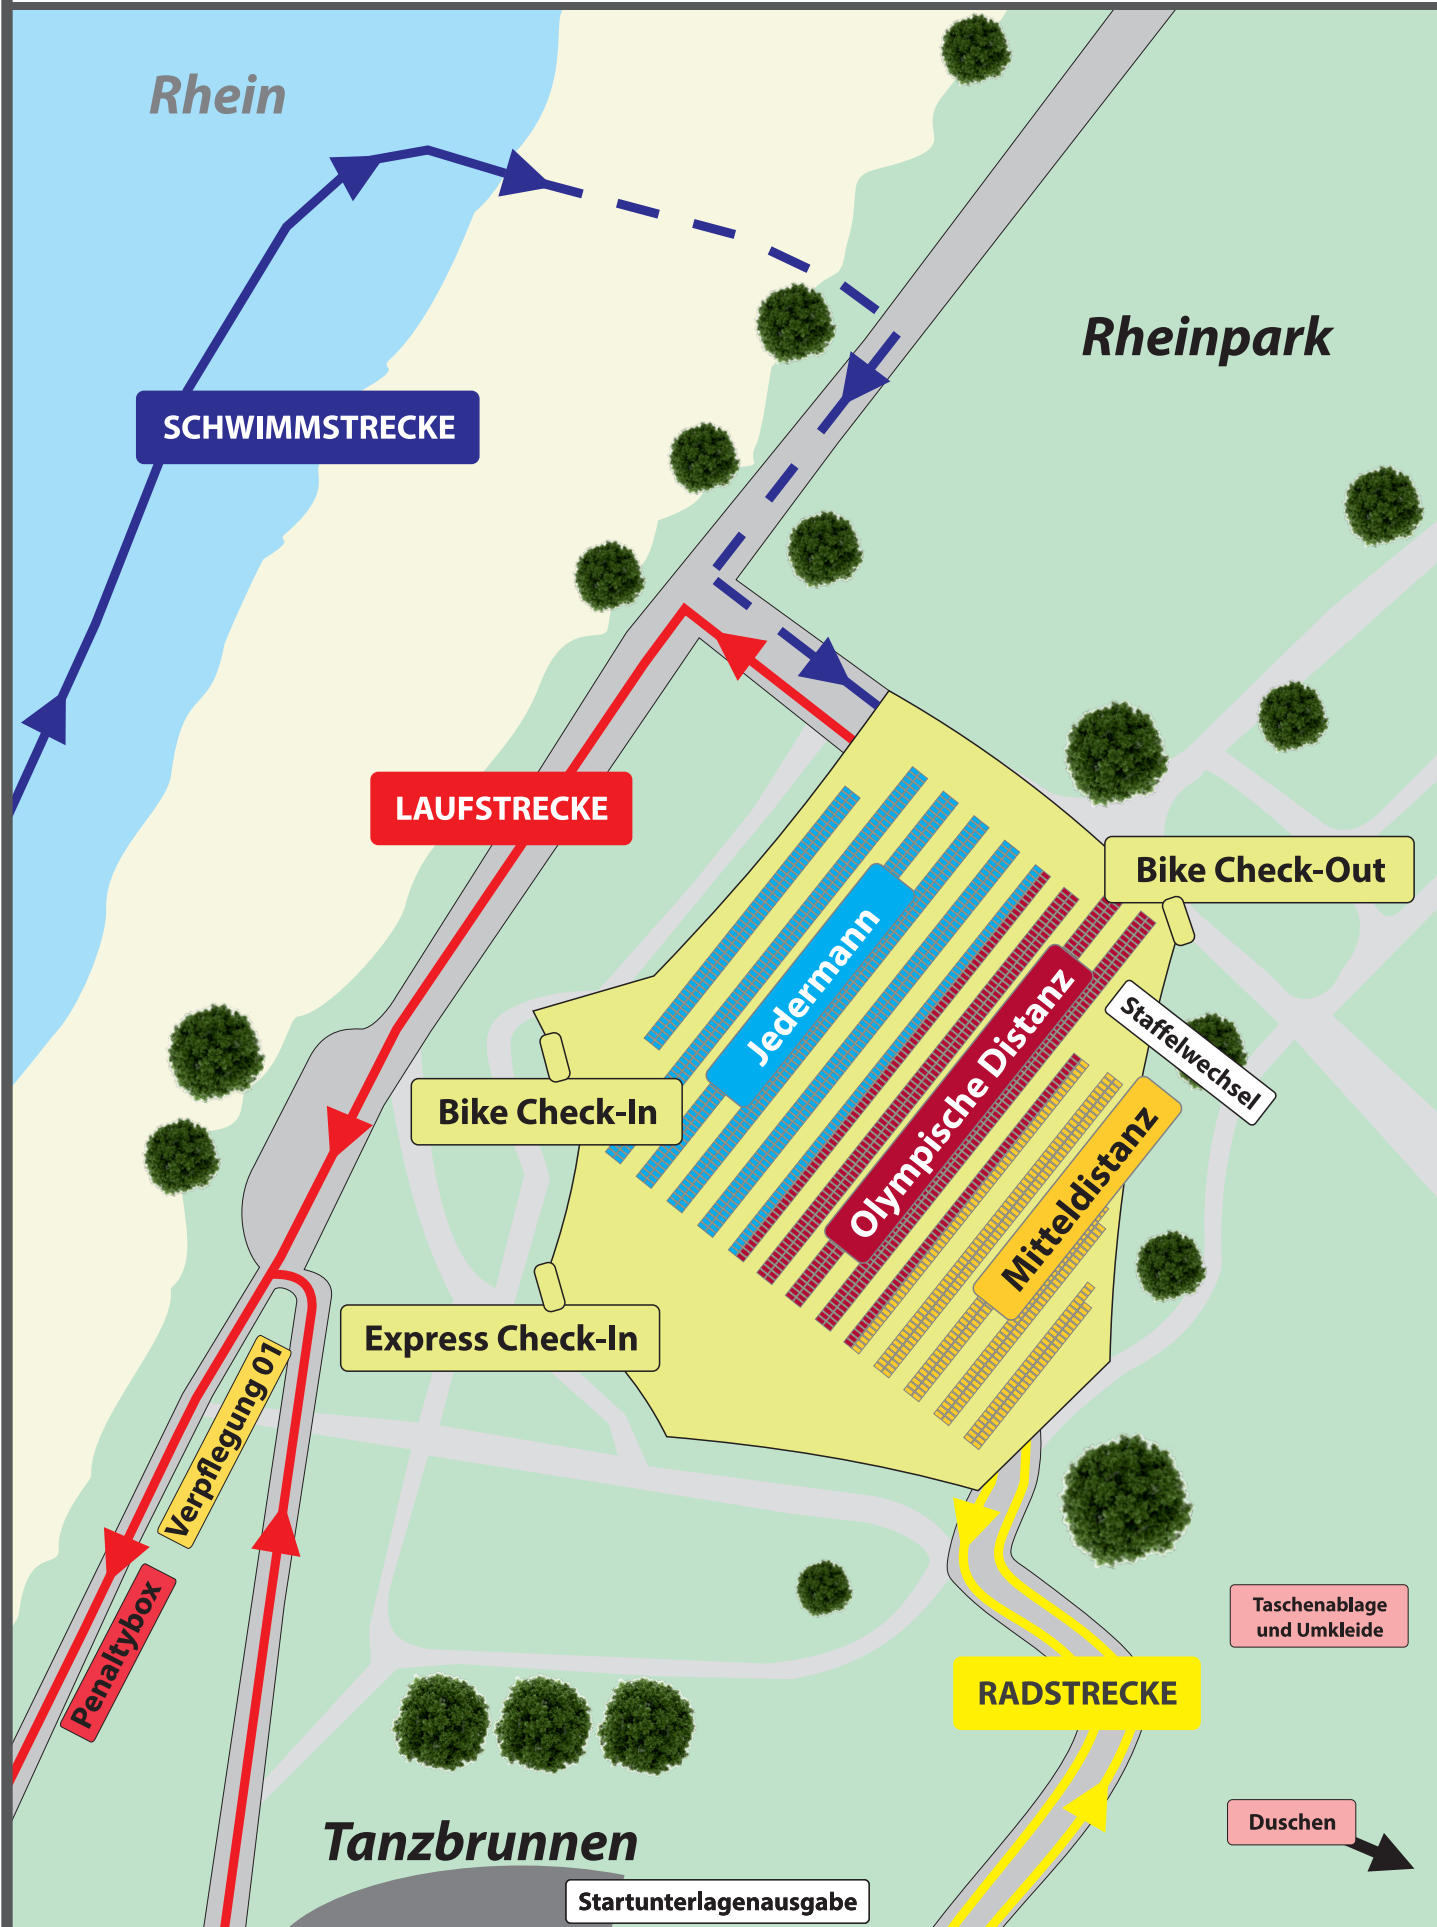 Rhein
Rheinpark
SCHWIMMSTRECKE
LAUFSTRECKE
Bike Check-Out
Jedermann
Olympische Distanz
Staffelwechsel
Bike Check-In
Mitteldistanz
Express Check-In
Verpflegung 01
Penaltybox
Taschenablage
und Umkleide
RADSTRECKE
Duschen
Tanzbrunnen
Startunterlagenausgabe